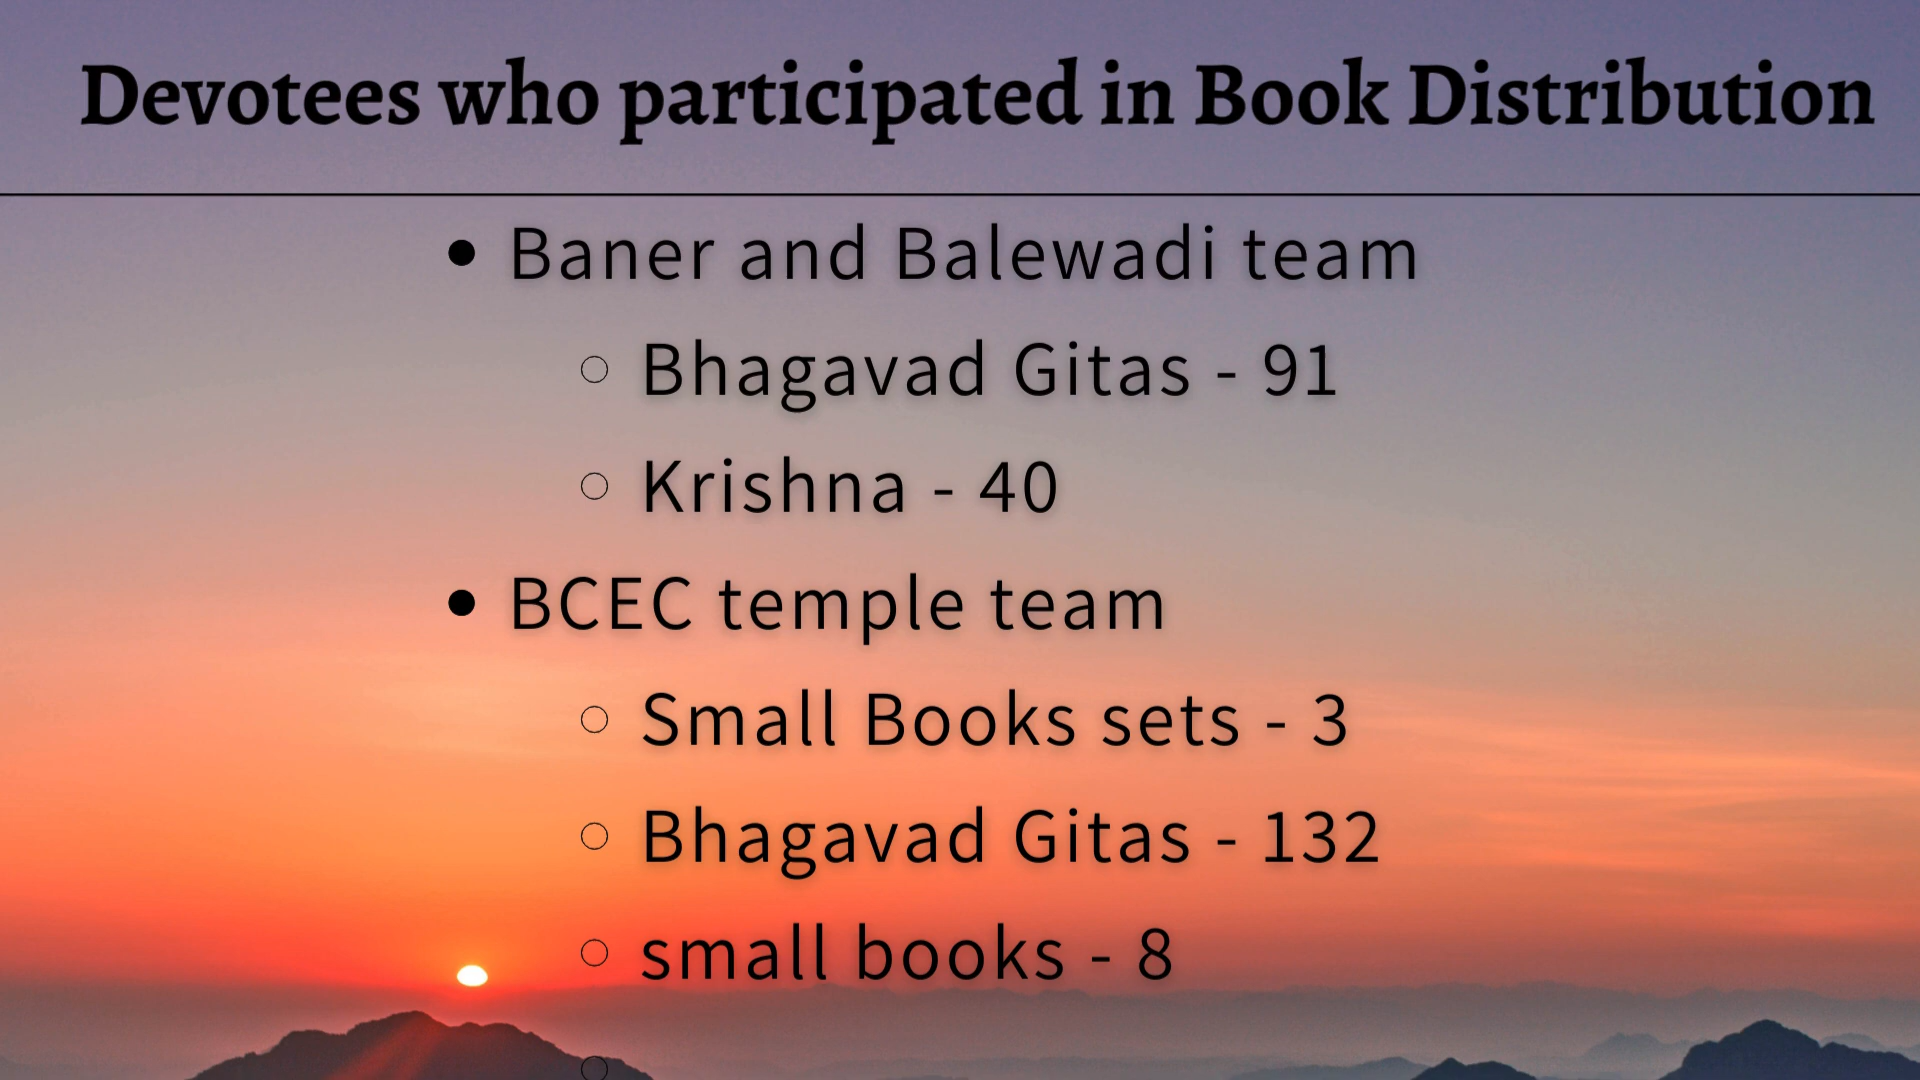 Devotees who participated in Book Distribution
Baner and Balewadi team
Bhagavad Gitas - 91
Krishna - 40
BCEC temple team
Small Books sets - 3
Bhagavad Gitas - 132
small books - 8